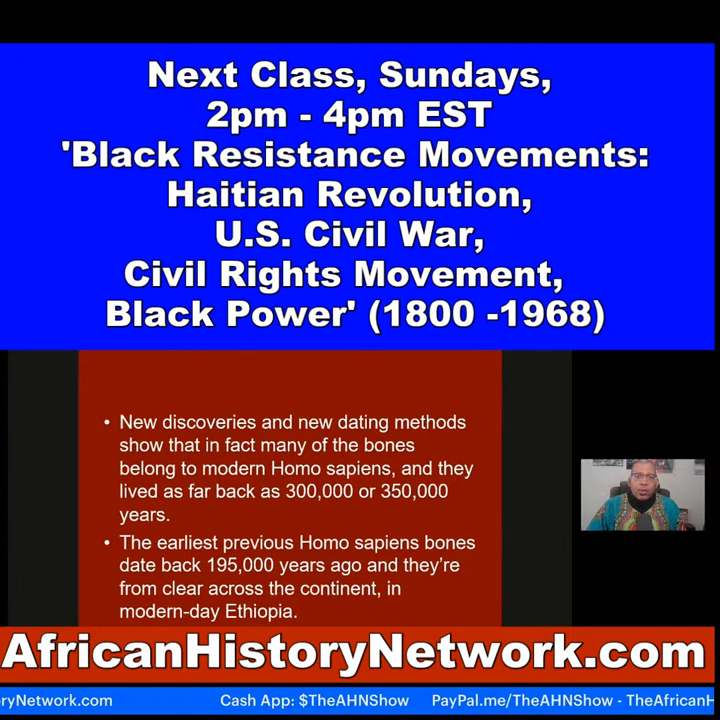 Next Class, Sundays,
2pm - 4pm EST
'Black Resistance Movements:
Haitian Revolution,
U.S. Civil War,
Civil Rights Movement,
Black Power' (1800 -1968)
• New discoveries and new dating methods
show that in fact many of the bones
belong to modern Homo sapiens, and they
lived as far back as 300,000 or 350,000
years.
• The earliest previous Homo sapiens bones
date back 195,000 years ago and they're
from clear across the continent, in
modern-day Ethiopia.
AfricanHistoryNetwork.com
ryNetwork.com Cash App: $TheAHNShow PayPal.me/TheAHNShow - TheAfricanH